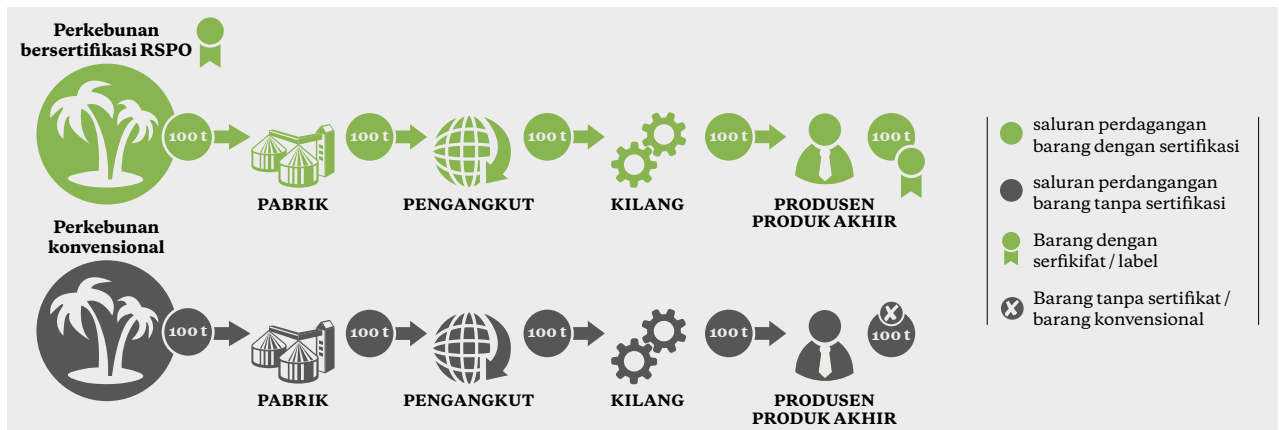 Perkebunan
bersertifikasi RSPO
100 t
100 t
100 t
100 t
100 t
PABRIK
PENGANGKUT
KILANG
PRODUSEN
PRODUK AKHIR
Perkebunan
konvensional
100 t
100 t
100 t
100 t
100 t
PABRIK
PENGANGKUT
KILANG
PRODUSEN
PRODUK AKHIR
saluran perdagangan
barang dengan sertifikasi
saluran perdangangan
barang tanpa sertifikasi
Barang dengan
serfikifat / label
Barang tanpa sertifikat /
barang konvensional